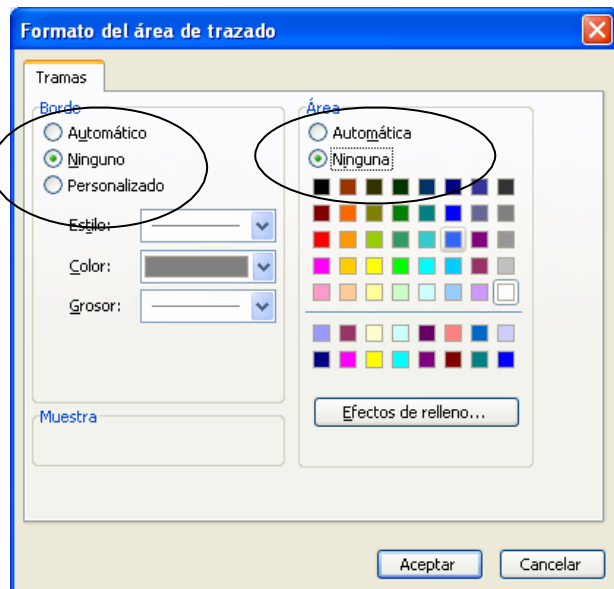 Formato del área de trazado
Tramas
Borde
Automático
Ninguno
Personalizado
Estilo:
Color:
Grosor:
Muestra
Área
Automática
Ninguna
Efectos de relleno...
Aceptar
Cancelar